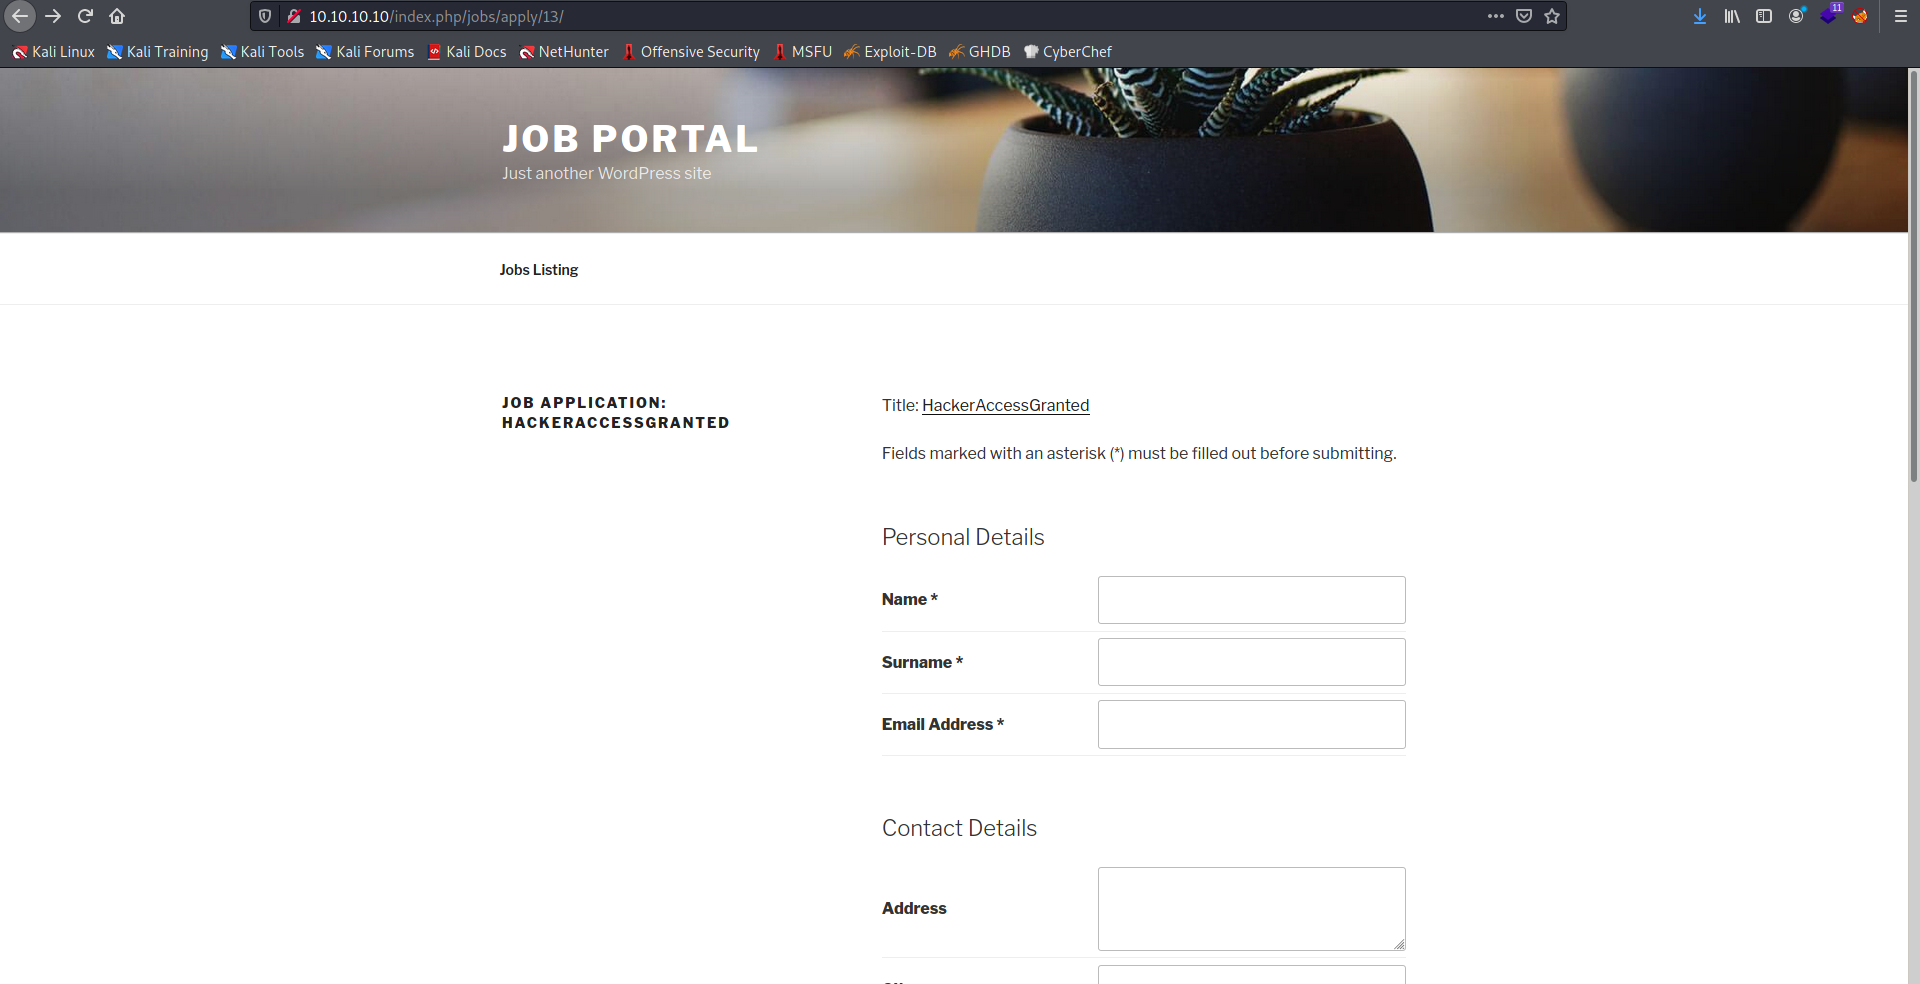 10.10.10.10/index.php/jobs/apply/13/
11
Kali Linux Kali Training Kali Tools Kali Forums Kali Docs NetHunter Offensive Security MSFU Exploit-DB GHDB CyberChef
JOB PORTAL
Just another WordPress site
Jobs Listing
JOB APPLICATION:
HACKERACCESSGRANTED
Title: HackerAccessGranted
Fields marked with an asterisk (*) must be filled out before submitting.
Personal Details
Name *
Surname *
Email Address *
Contact Details
Address